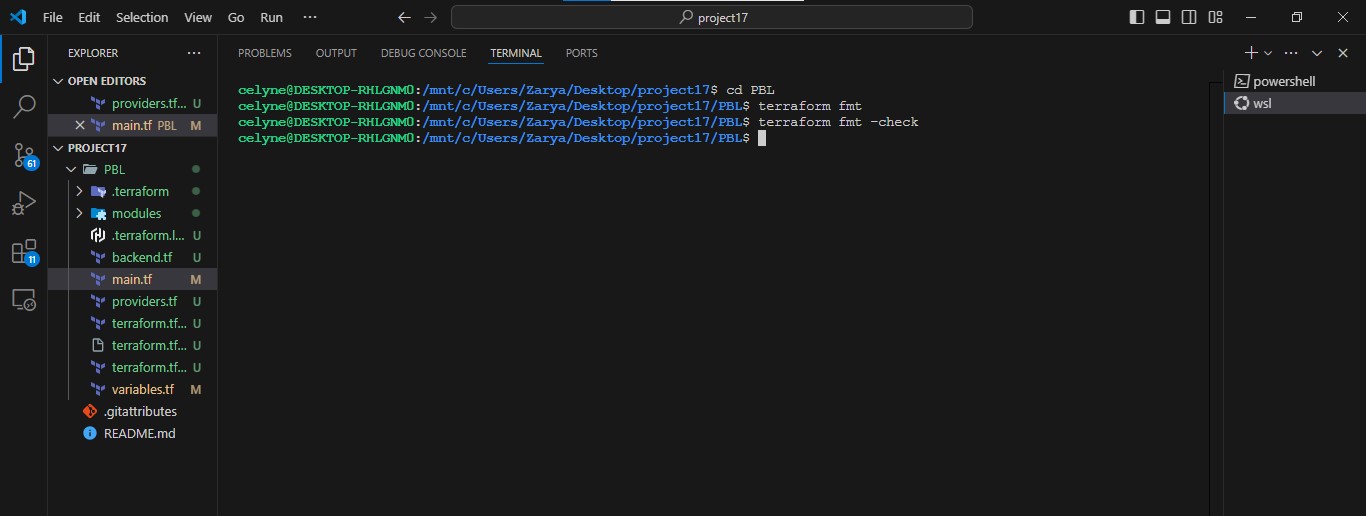 File Edit Selection View Go Run ···
project17
EXPLORER ···
OPEN EDITORS
providers.tf... U
main.tf PBL M
PROJECT17
PBL
.terraform
modules
.terraform.l... U
backend.tf U
main.tf M
providers.tf U
terraform.tf... U
terraform.tf... U
terraform.tf... U
variables.tf M
.gitattributes
README.md
61
11
PROBLEMS OUTPUT DEBUG CONSOLE TERMINAL PORTS
celyne@DESKTOP-RHLGNM0:/mnt/c/Users/Zarya/Desktop/project17$ cd PBL
celyne@DESKTOP-RHLGNM0:/mnt/c/Users/Zarya/Desktop/project17/PBL$ terraform fmt
celyne@DESKTOP-RHLGNM0:/mnt/c/Users/Zarya/Desktop/project17/PBL$ terraform fmt -check
celyne@DESKTOP-RHLGNM0:/mnt/c/Users/Zarya/Desktop/project17/PBL$
powershell
wsl